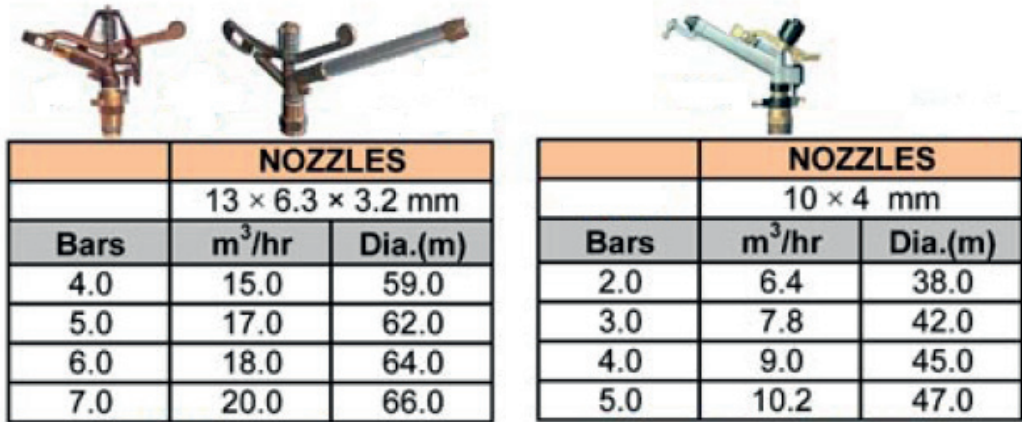 NOZZLES
13 × 6.3 × 3.2 mm
Bars m³/hr Dia.(m)
4.0 15.0 59.0
5.0 17.0 62.0
6.0 18.0 64.0
7.0 20.0 66.0
NOZZLES
10 × 4 mm
Bars m³/hr Dia.(m)
2.0 6.4 38.0
3.0 7.8 42.0
4.0 9.0 45.0
5.0 10.2 47.0